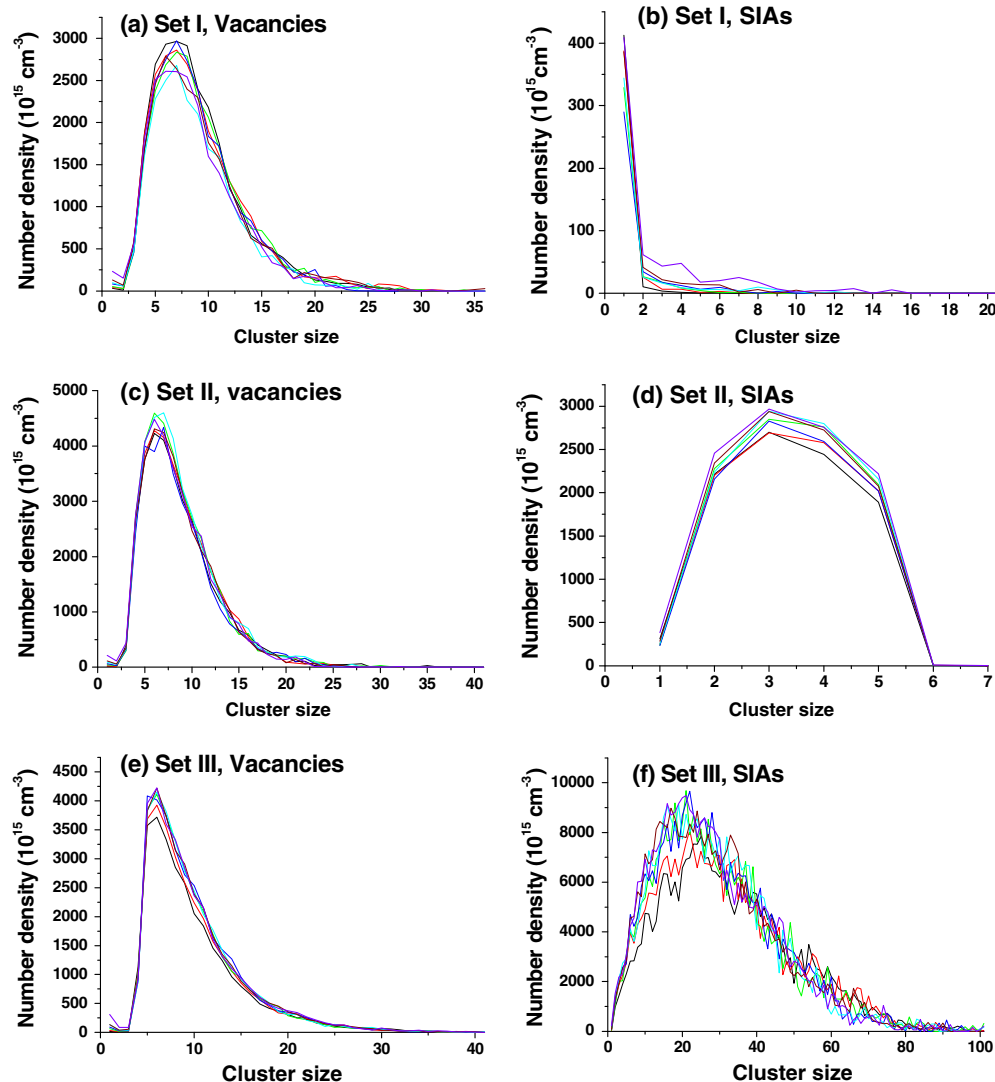 (a) Set I, Vacancies
Number density (10^15 cm^-3)
3000
2500
2000
1500
1000
500
0
0 5 10 15 20 25 30 35
Cluster size
(b) Set I, SIAs
Number density (10^15 cm^-3)
400
300
200
100
0
0 2 4 6 8 10 12 14 16 18 20
Cluster size
(c) Set II, vacancies
Number density (10^15 cm^-3)
5000
4000
3000
2000
1000
0
0 5 10 15 20 25 30 35 40
Cluster size
(d) Set II, SIAs
Number density (10^15 cm^-3)
3000
2500
2000
1500
1000
500
0
0 1 2 3 4 5 6 7
Cluster size
(e) Set III, Vacancies
Number density (10^15 cm^-3)
4500
4000
3500
3000
2500
2000
1500
1000
500
0
0 10 20 30 40
Cluster size
(f) Set III, SIAs
Number density (10^15 cm^-3)
10000
8000
6000
4000
2000
0
0 20 40 60 80 100
Cluster size